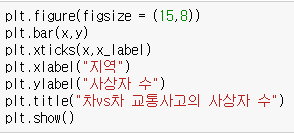 plt.figure(figsize = (15,8))
plt.bar(x,y)
plt.xticks(x,x_label)
plt.xlabel("지역")
plt.ylabel("사상자 수")
plt.title("차vs차 교통사고의 사상자 수")
plt.show()